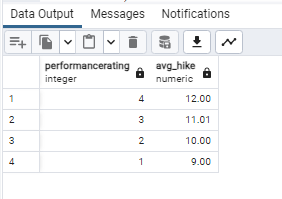 Data Output Messages Notifications
performancerating avg_hike
integer numeric
1 4 12.00
2 3 11.01
3 2 10.00
4 1 9.00